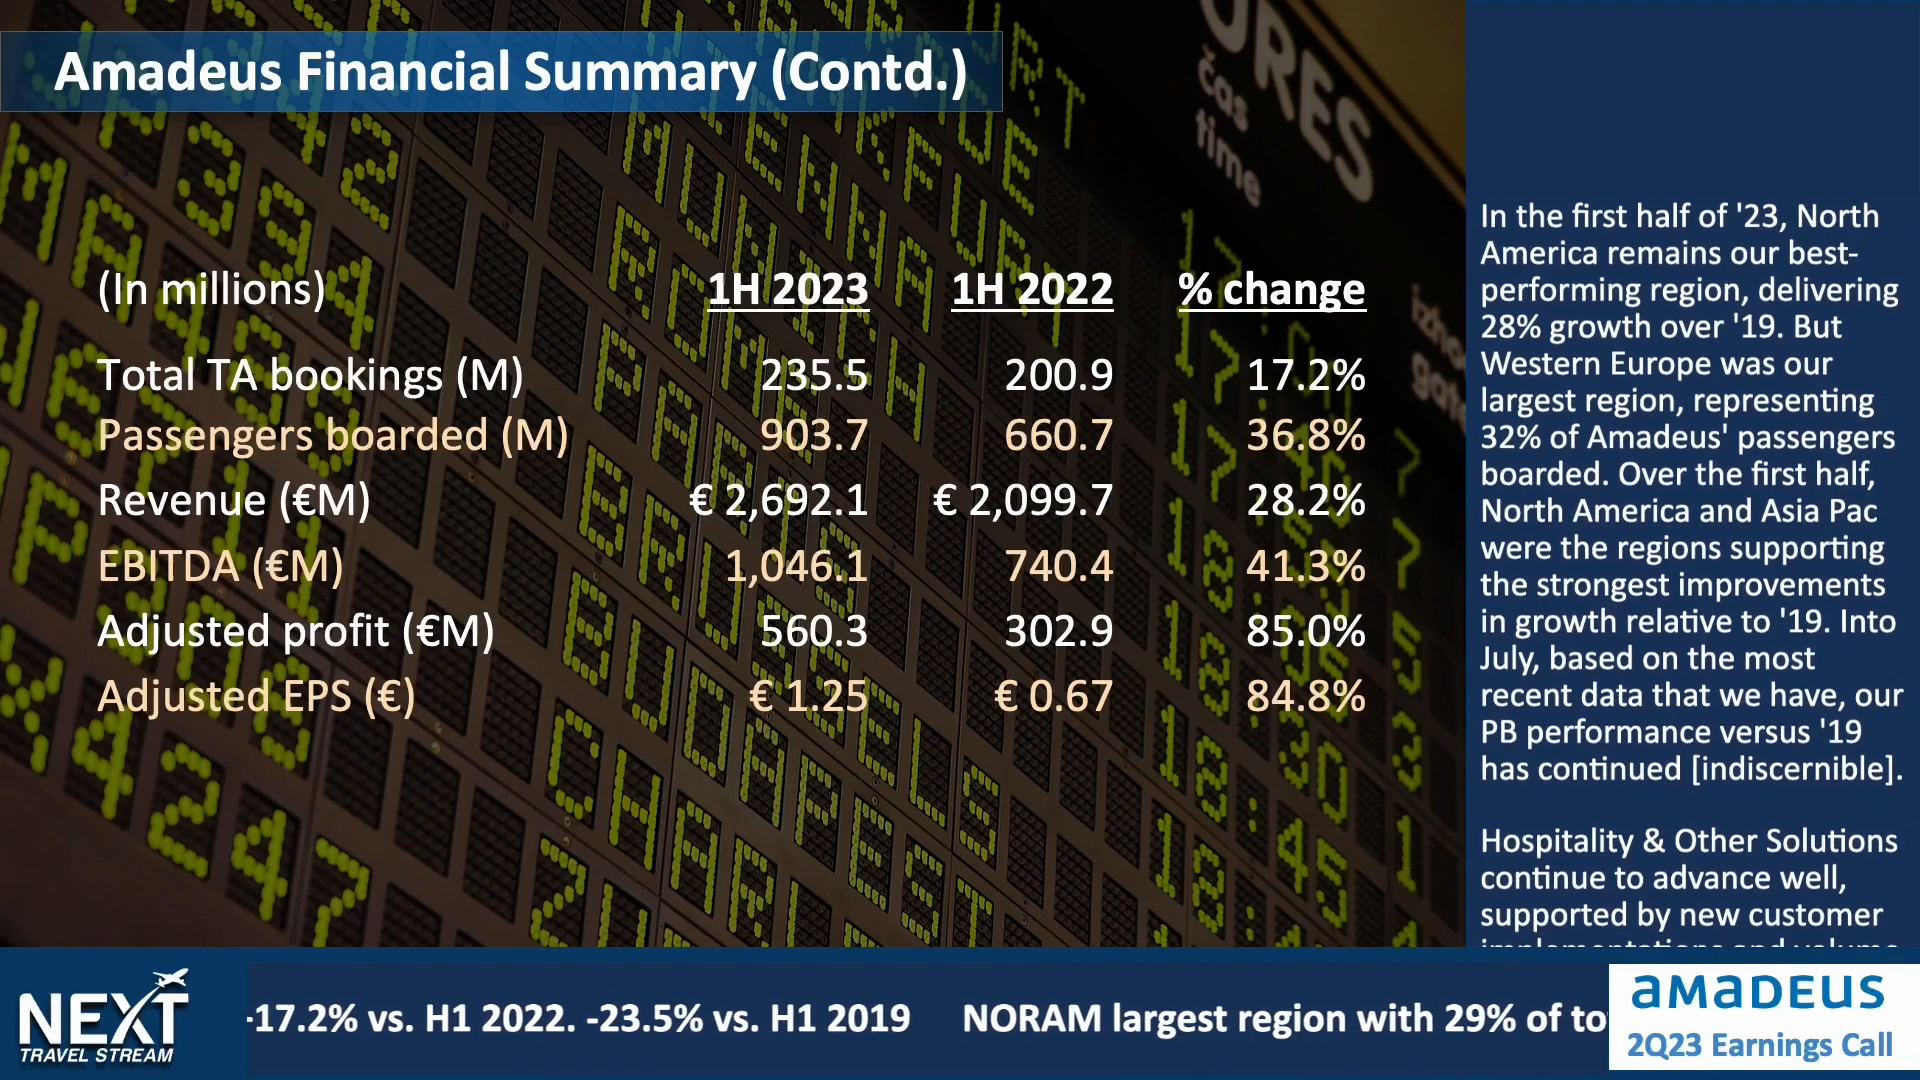 Amadeus Financial Summary (Contd.)
(In millions) 1H 2023 1H 2022 % change
Total TA bookings (M) 235.5 200.9 17.2%
Passengers boarded (M) 903.7 660.7 36.8%
Revenue (€M) € 2,692.1 € 2,099.7 28.2%
EBITDA (€M) 1,046.1 740.4 41.3%
Adjusted profit (€M) 560.3 302.9 85.0%
Adjusted EPS (€) € 1.25 € 0.67 84.8%
čas
time
In the first half of '23, North
America remains our best-
performing region, delivering
28% growth over '19. But
Western Europe was our
largest region, representing
32% of Amadeus' passengers
boarded. Over the first half,
North America and Asia Pac
were the regions supporting
the strongest improvements
in growth relative to '19. Into
July, based on the most
recent data that we have, our
PB performance versus '19
has continued [indiscernible].
Hospitality & Other Solutions
continue to advance well,
supported by new customer
NEXT
TRAVEL STREAM
17.2% vs. H1 2022. -23.5% vs. H1 2019 NORAM largest region with 29% of
amadeus
2Q23 Earnings Call